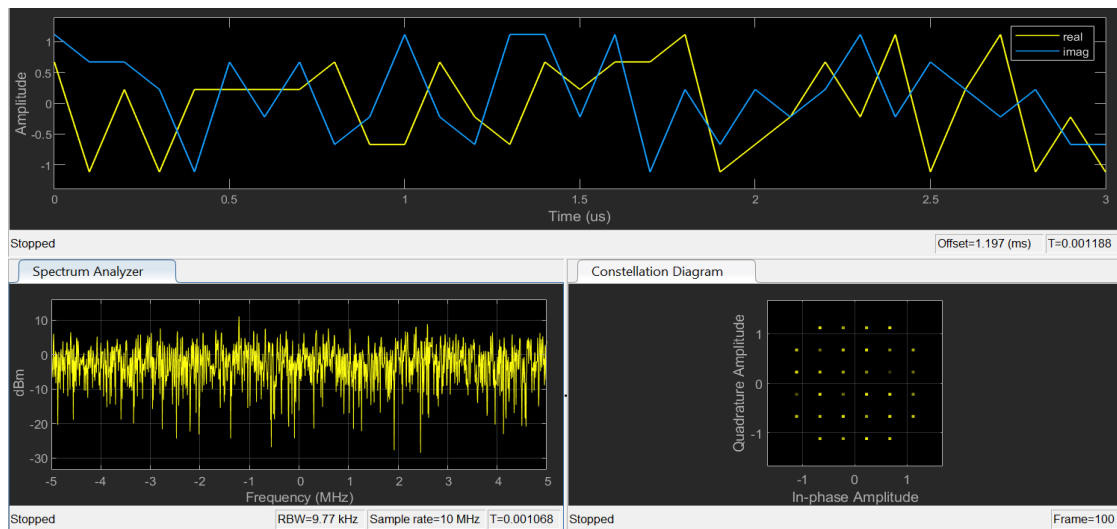 real
imag
1
0.5
0
-0.5
-1
Amplitude
0 0.5 1 1.5 2 2.5 3
Time (us)
Stopped Offset=1.197 (ms) T=0.001188
Spectrum Analyzer
10
0
-10
-20
-30
dBm
-5 -4 -3 -2 -1 0 1 2 3 4 5
Frequency (MHz)
Stopped RBW=9.77 kHz Sample rate=10 MHz T=0.001068
Constellation Diagram
1
0
-1
Quadrature Amplitude
-1 0 1
In-phase Amplitude
Stopped Frame=100